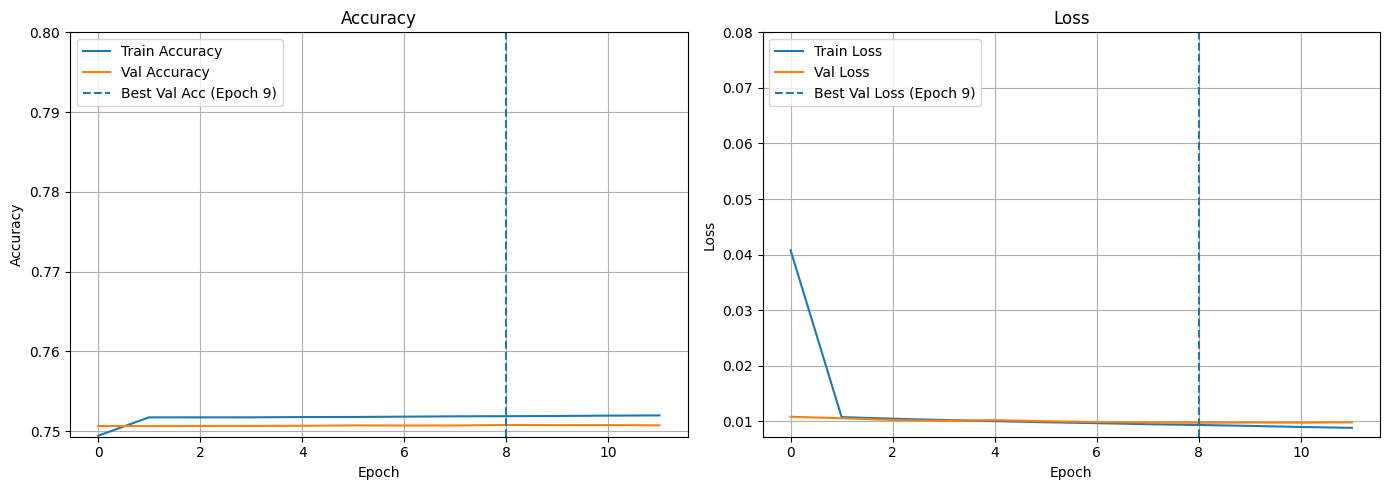 Accuracy
Train Accuracy
Val Accuracy
Best Val Acc (Epoch 9)
0.80
0.79
0.78
0.77
0.76
0.75
Accuracy
0 2 4 6 8 10
Epoch
Loss
Train Loss
Val Loss
Best Val Loss (Epoch 9)
0.08
0.07
0.06
0.05
0.04
0.03
0.02
0.01
Loss
0 2 4 6 8 10
Epoch